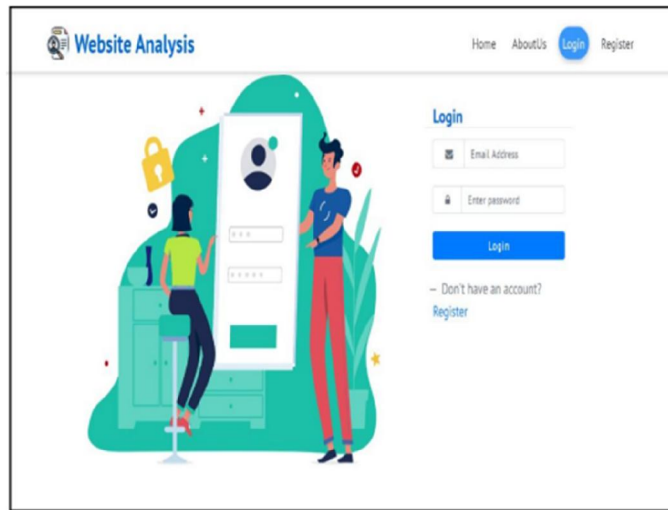 Website Analysis
Home AboutUs Login Register
Login
Email Address
Enter password
Login
– Don't have an account?
Register